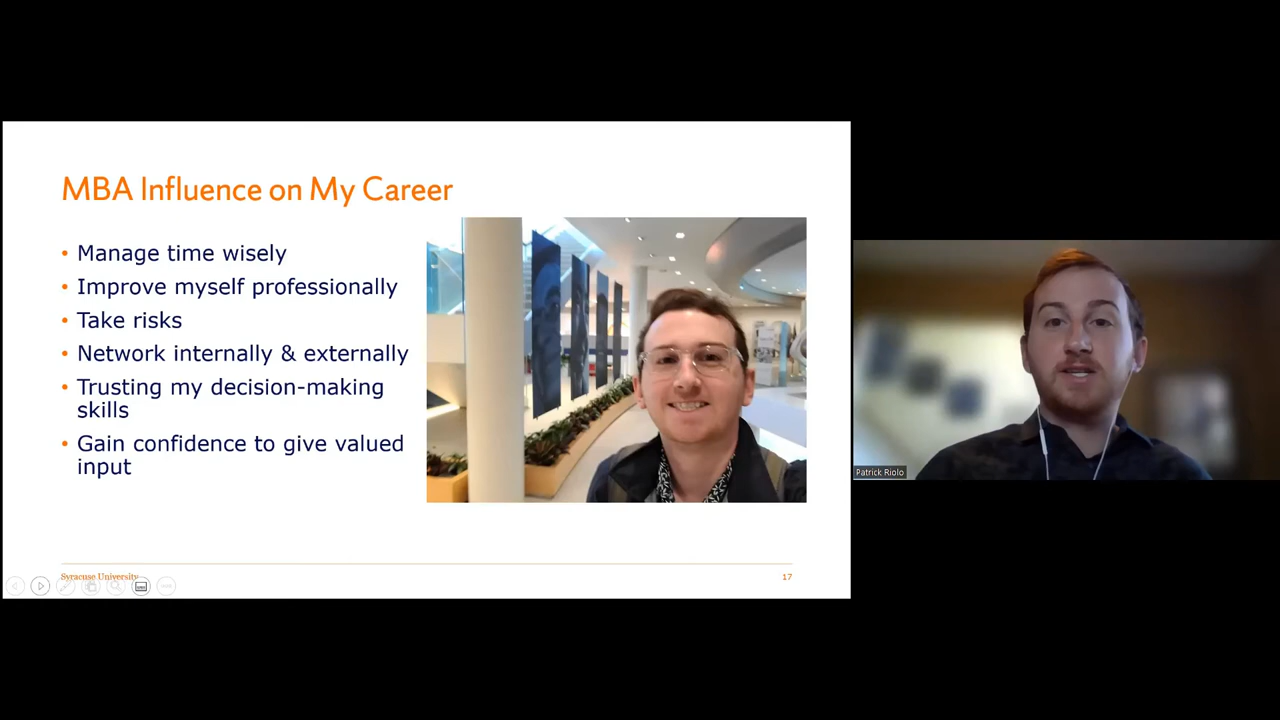 MBA Influence on My Career
• Manage time wisely
• Improve myself professionally
• Take risks
• Network internally & externally
• Trusting my decision-making
skills
• Gain confidence to give valued
input
Patrick Riolo
Syracuse University
17